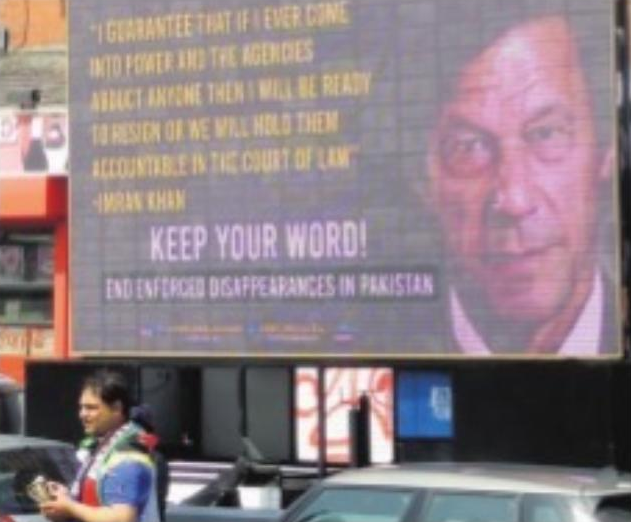 "I GUARANTEE THAT IF I EVER COME
INTO POWER AND THE AGENCIES
ABDUCT ANYONE THEN I WILL BE READY
TO RESIGN OR WE WILL HOLD THEM
ACCOUNTABLE IN THE COURT OF LAW"
-IMRAN KHAN
KEEP YOUR WORD!
END ENFORCED DISAPPEARANCES IN PAKISTAN